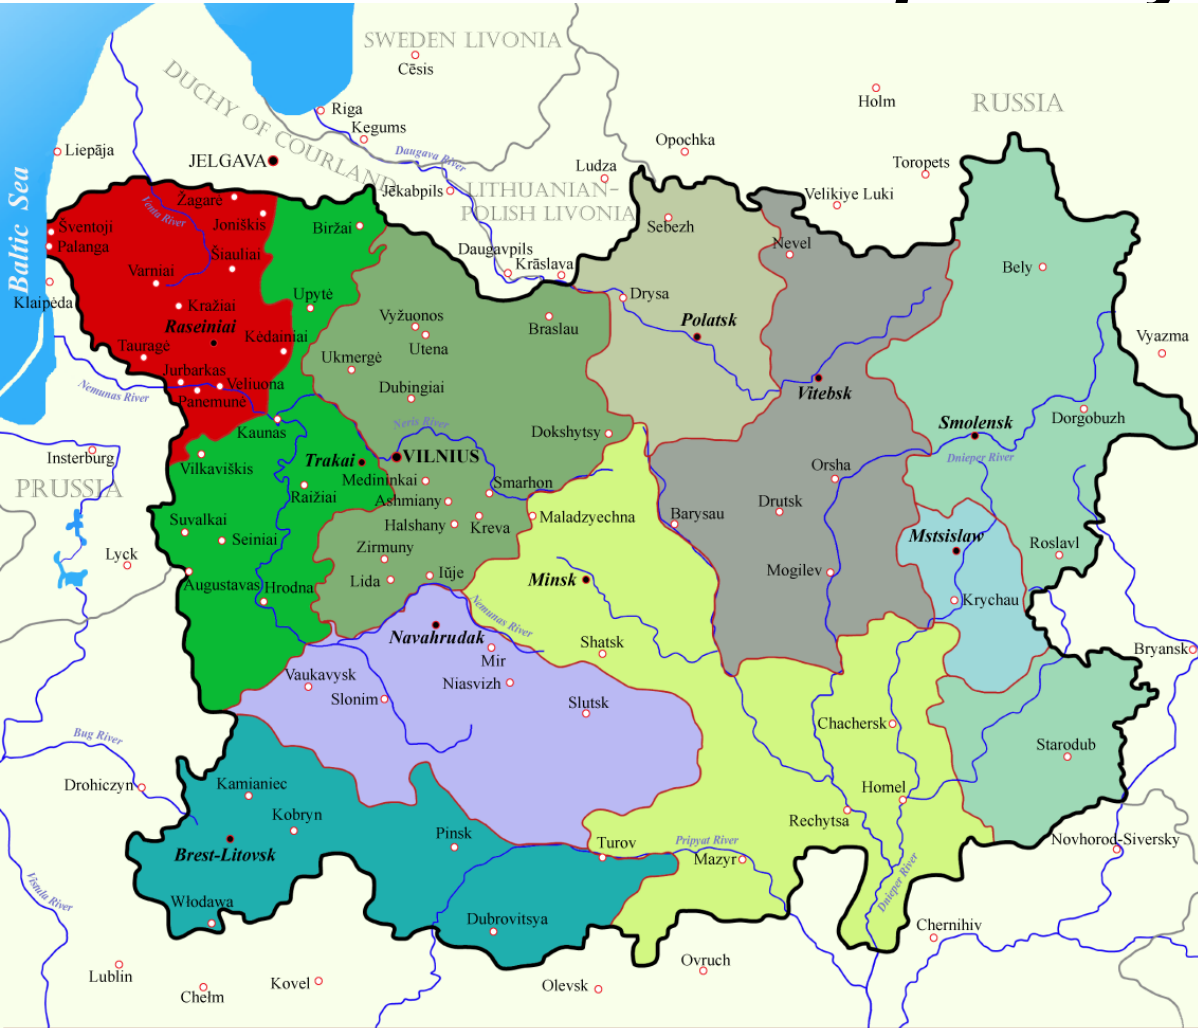 SWEDEN LIVONIA
Cēsis
DUCHY OF COURLAND
Riga
Kegums
Daugava River
Holm
RUSSIA
Opochka
Toropets
Velikiye Luki
Liepāja
JELGAVA
Jēkabpils
Ludza
LITHUANIAN-
POLISH LIVONIA
Baltic Sea
Venta River
Žagarė
Joniškis
Biržai
Šventoji
Palanga
Šiauliai
Varniai
Klaipėda
Kražiai
Raseiniai
Upytė
Kėdainiai
Tauragė
Jurbarkas
Veliuona
Panemunė
Nemunas River
Daugavpils
Krāslava
Sebezh
Nevel
Bely
Drysa
Polatsk
Vyazma
Vyžuonos
Utena
Braslau
Ukmergė
Dubingiai
Vitebsk
Kaunas
Neris River
Dokshytsy
Smolensk
Dorgobuzh
Dnieper River
Insterburg
PRUSSIA
Vilkaviškis
Trakai
VILNIUS
Raižiai
Medininkai
Ashmiany
Smarhon
Halshany
Kreva
Maladzyechna
Barysau
Orsha
Drutsk
Suvalkai
Seiniai
Lyck
Augustavas
Hrodna
Zirmuny
Lida
Iūje
Minsk
Mogilev
Mstsislaw
Roslavl
Krychau
Nemunas River
Navahrudak
Mir
Shatsk
Bryansk
Vaukavysk
Slonim
Niasvizh
Slutsk
Chachersk
Starodub
Bug River
Drohiczyn
Kamianiec
Kobryn
Brest-Litovsk
Pinsk
Turov
Pripyat River
Mazyr
Homel
Rechytsa
Novhorod-Siversky
Dnieper River
Vistula River
Włodawa
Dubrovitsya
Chernihiv
Lublin
Chełm
Kovel
Olevsk
Ovruch